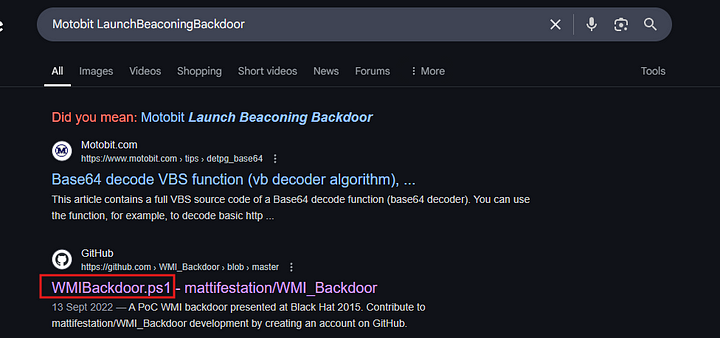 Motobit LaunchBeaconingBackdoor
All Images Videos Shopping Short videos News Forums More Tools
Did you mean: Motobit Launch Beaconing Backdoor
Motobit.com
https://www.motobit.com › tips › detpg_base64
Base64 decode VBS function (vb decoder algorithm), ...
This article contains a full VBS source code of a Base64 decode function (base64 decoder). You can use
the function, for example, to decode basic http ...
GitHub
https://github.com › WMI_Backdoor › blob › master
WMIBackdoor.ps1 - mattifestation/WMI_Backdoor
13 Sept 2022 — A PoC WMI backdoor presented at Black Hat 2015. Contribute to
mattifestation/WMI_Backdoor development by creating an account on GitHub.